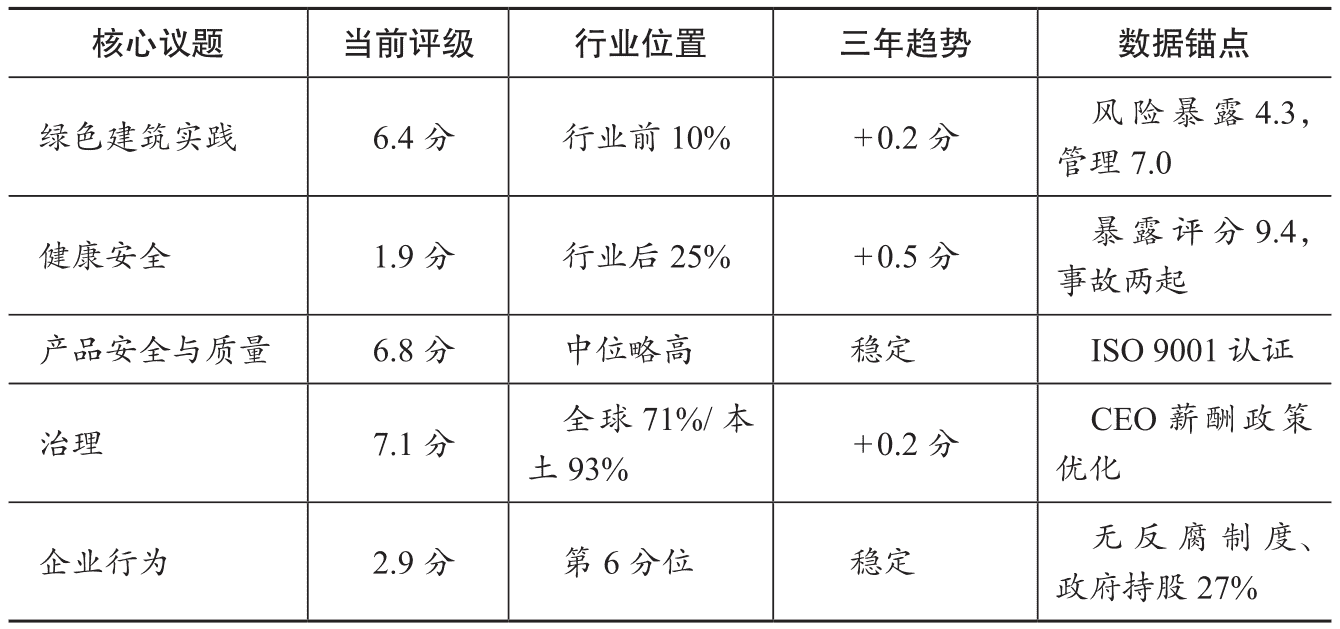 核心议题 当前评级 行业位置 三年趋势 数据锚点
绿色建筑实践 6.4 分 行业前 10% +0.2 分 风险暴露 4.3，
管理 7.0
健康安全 1.9 分 行业后 25% +0.5 分 暴露评分 9.4，
事故两起
产品安全与质量 6.8 分 中位略高 稳定 ISO 9001 认证
治理 7.1 分 全球 71%/ 本
土 93% +0.2 分 CEO 薪酬政策
优化
企业行为 2.9 分 第 6 分位 稳定 无反腐制度、
政府持股 27%